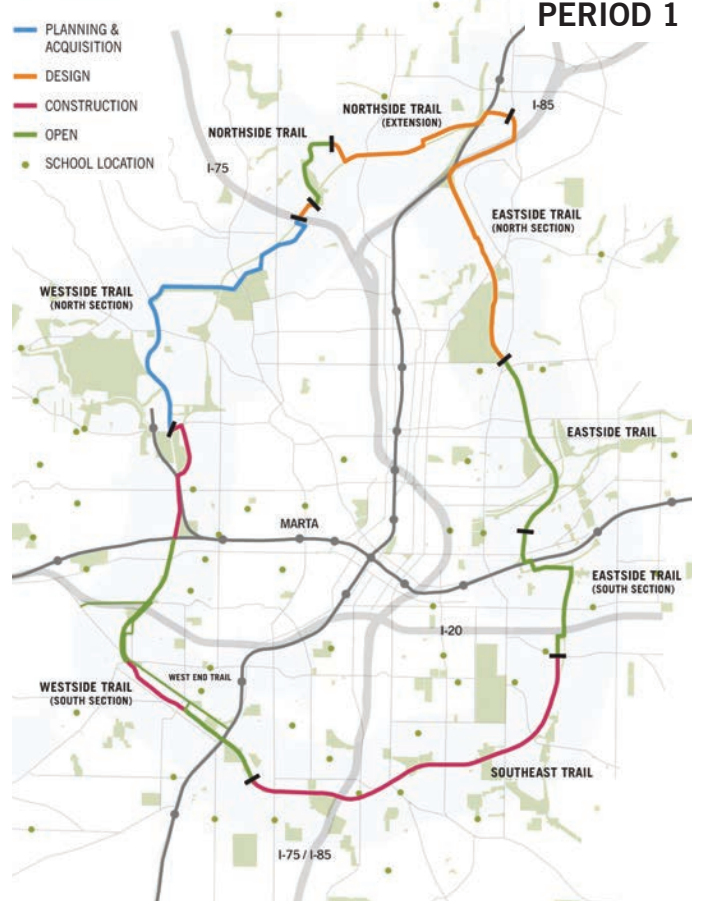 PERIOD 1
PLANNING &
ACQUISITION
DESIGN
CONSTRUCTION
OPEN
SCHOOL LOCATION
I-85
NORTHSIDE TRAIL
(EXTENSION)
NORTHSIDE TRAIL
I-75
EASTSIDE TRAIL
(NORTH SECTION)
WESTSIDE TRAIL
(NORTH SECTION)
EASTSIDE TRAIL
MARTA
EASTSIDE TRAIL
(SOUTH SECTION)
I-20
WEST END TRAIL
WESTSIDE TRAIL
(SOUTH SECTION)
SOUTHEAST TRAIL
I-75 / I-85